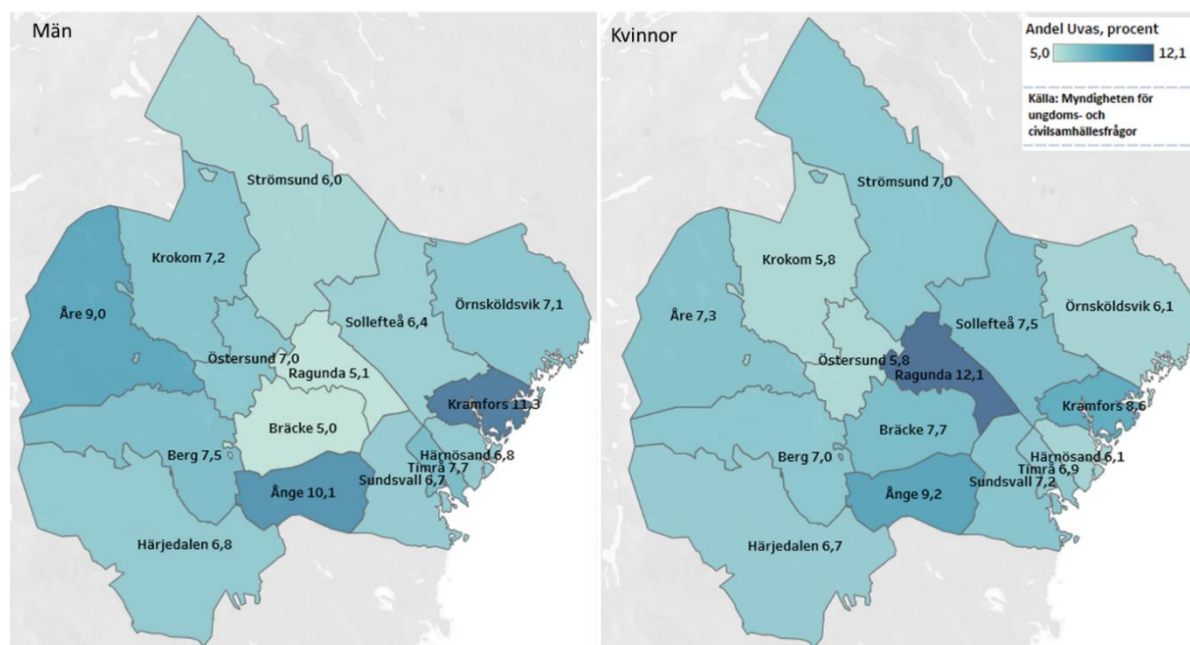 Män
Strömsund 6,0
Krokom 7,2
Åre 9,0
Örnsköldsvik 7,1
Sollefteå 6,4
Östersund 7,0
Ragunda 5,1
Kramfors 11,3
Bräcke 5,0
Härnösand 6,8
Berg 7,5
Timrå 7,7
Sundsvall 6,7
Ånge 10,1
Härjedalen 6,8
Kvinnor
Andel Uvas, procent
5,0 12,1
Källa: Myndigheten för
ungdoms- och
civilsamhällesfrågor
Strömsund 7,0
Krokom 5,8
Örnsköldsvik 6,1
Åre 7,3
Sollefteå 7,5
Östersund 5,8
Ragunda 12,1
Kramfors 8,6
Bräcke 7,7
Härnösand 6,1
Berg 7,0
Timrå 6,9
Sundsvall 7,2
Ånge 9,2
Härjedalen 6,7